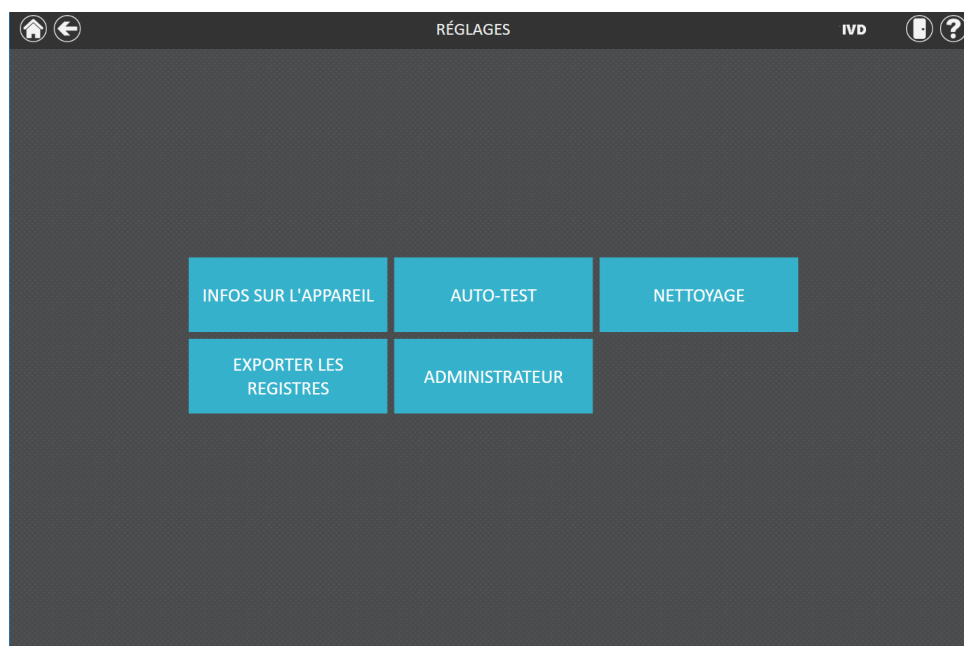 RÉGLAGES
IVD
?
INFOS SUR L'APPAREIL
AUTO-TEST
NETTOYAGE
EXPORTER LES
REGISTRES
ADMINISTRATEUR